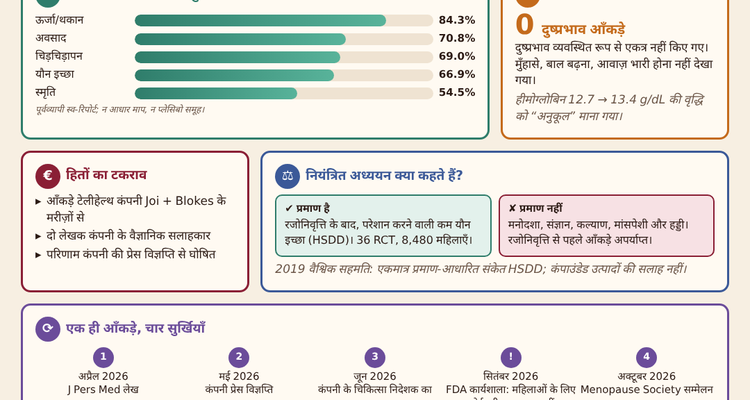 ऊर्जा/थकान 84.3%
अवसाद 70.8%
चिड़चिड़ापन 69.0%
यौन इच्छा 66.9%
स्मृति 54.5%
पूर्वव्यापी स्व-रिपोर्ट; न आधार माप, न प्लेसिबो समूह।
0 दुष्प्रभाव आँकड़े
दुष्प्रभाव व्यवस्थित रूप से एकत्र नहीं किए गए।
मुँहासे, बाल बढ़ना, आवाज़ भारी होना नहीं देखा
गया।
हीमोग्लोबिन 12.7 → 13.4 g/dL की वृद्धि
को “अनुकूल” माना गया।
€ हितों का टकराव
▸ आँकड़े टेलीहेल्थ कंपनी Joi + Blokes के
मरीज़ों से
▸ दो लेखक कंपनी के वैज्ञानिक सलाहकार
▸ परिणाम कंपनी की प्रेस विज्ञप्ति से घोषित
⚖ नियंत्रित अध्ययन क्या कहते हैं?
✔ प्रमाण है
रजोनिवृत्ति के बाद, परेशान करने वाली कम यौन
इच्छा (HSDD)। 36 RCT, 8,480 महिलाएँ।
✘ प्रमाण नहीं
मनोदशा, संज्ञान, कल्याण, मांसपेशी और हड्डी।
रजोनिवृत्ति से पहले आँकड़े अपर्याप्त।
2019 वैश्विक सहमति: एकमात्र प्रमाण-आधारित संकेत HSDD; कंपाउंडेड उत्पादों की सलाह नहीं।
⟳ एक ही आँकड़े, चार सुर्खियाँ
1 2 3 ! 4
अप्रैल 2026 मई 2026 जून 2026 सितंबर 2026 अक्टूबर 2026
J Pers Med लेख कंपनी प्रेस विज्ञप्ति कंपनी के चिकित्सा निदेशक का FDA कार्यशाला: महिलाओं के लिए Menopause Society सम्मेलन